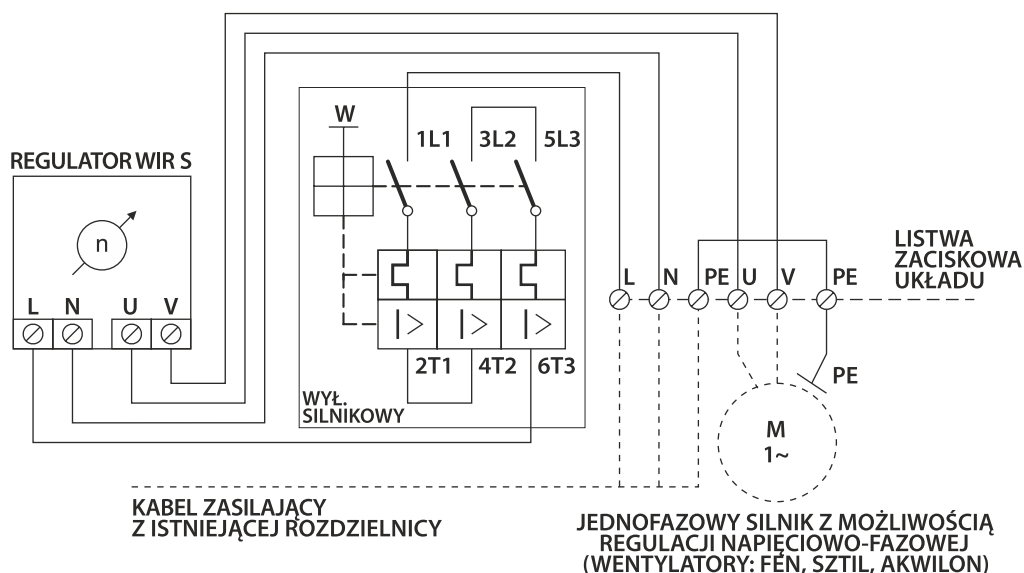 W
1L1 3L2 5L3
REGULATOR WIR S
n
L N U V
2T1 4T2 6T3
WYŁ.
SILNIKOWY
L N PE U V PE
LISTWA
ZACISKOWA
UKŁADU
PE
M
1~
KABEL ZASILAJĄCY
Z ISTNIEJĄCEJ ROZDZIELNICY
JEDNOFAZOWY SILNIK Z MOŻLIWOŚCIĄ
REGULACJI NAPIĘCIOWO-FAZOWEJ
(WENTYLATORY: FEN, SZTIL, AKWILON)